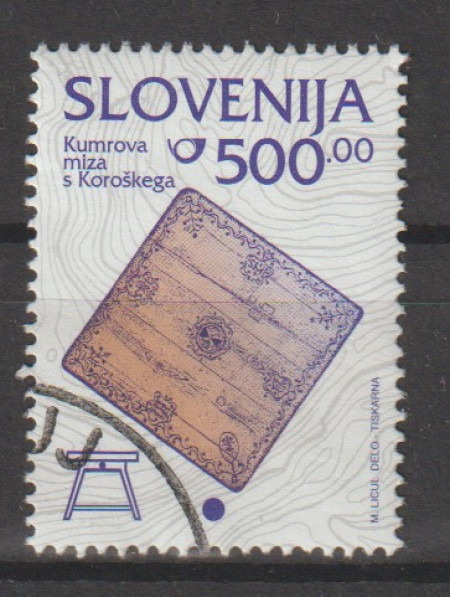 SLOVENIJA
Kumrova
miza
s Koroškega
500.00
M. LICUL DELO - TISKARNA